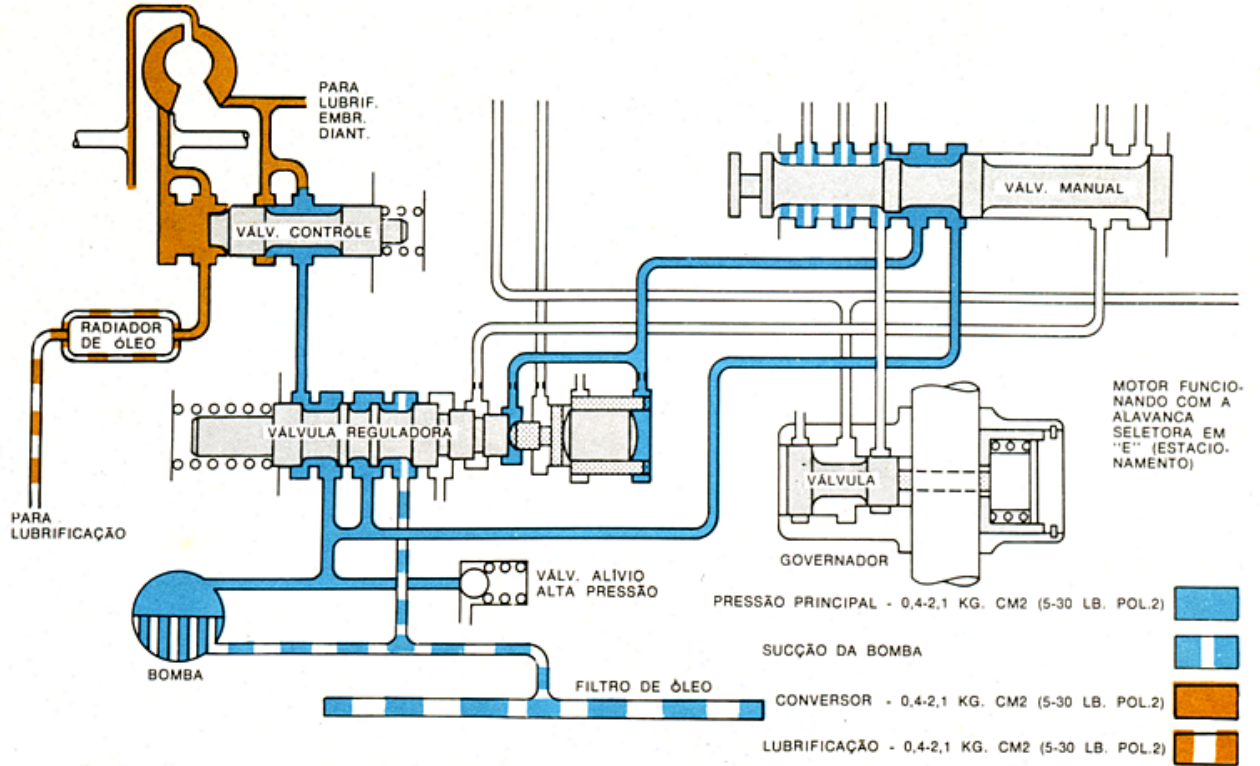 PARA
LUBRIF.
EMBR.
DIANT.
VÁLV. MANUAL
VÁLV. CONTRÔLE
RADIADOR
DE ÓLEO
MOTOR FUNCIO-
NANDO COM A
ALAVANCA
SELETORA EM
"E" (ESTACIO-
NAMENTO)
VÁLVULA REGULADORA
VÁLVULA
PARA
LUBRIFICAÇÃO
GOVERNADOR
VÁLV. ALÍVIO
ALTA PRESSÃO
PRESSÃO PRINCIPAL - 0,4-2,1 KG. CM2 (5-30 LB. POL.2)
SUCÇÃO DA BOMBA
BOMBA
FILTRO DE ÓLEO
CONVERSOR - 0,4-2,1 KG. CM2 (5-30 LB. POL.2)
LUBRIFICAÇÃO - 0,4-2,1 KG. CM2 (5-30 LB. POL.2)